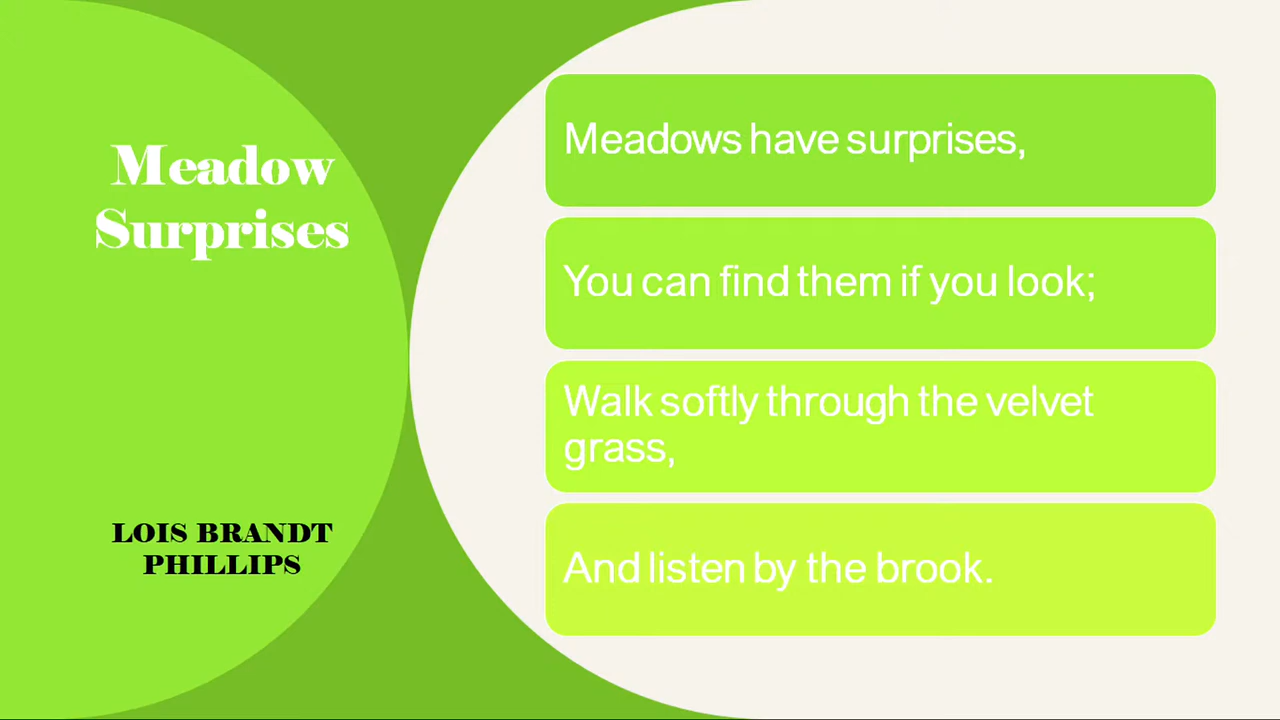 Meadow
Surprises
LOIS BRANDT
PHILLIPS
Meadows have surprises,
You can find them if you look;
Walk softly through the velvet
grass,
And listen by the brook.